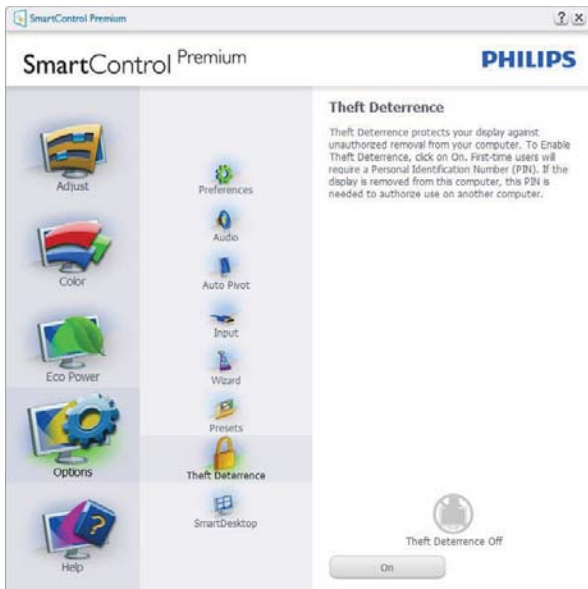 SmartControl Premium
? x
SmartControl Premium
PHILIPS
Adjust
Color
Eco Power
Options
Help
Preferences
Audio
Auto Pivot
Input
Wizard
Presets
Theft Deterrence
SmartDesktop
Theft Deterrence
Theft Deterrence protects your display against
unauthorized removal from your computer. To Enable
Theft Deterrence, click on On. First-time users will
require a Personal Identification Number (PIN). If the
display is removed from this computer, this PIN is
needed to authorize use on another computer.
Theft Deterrence Off
On